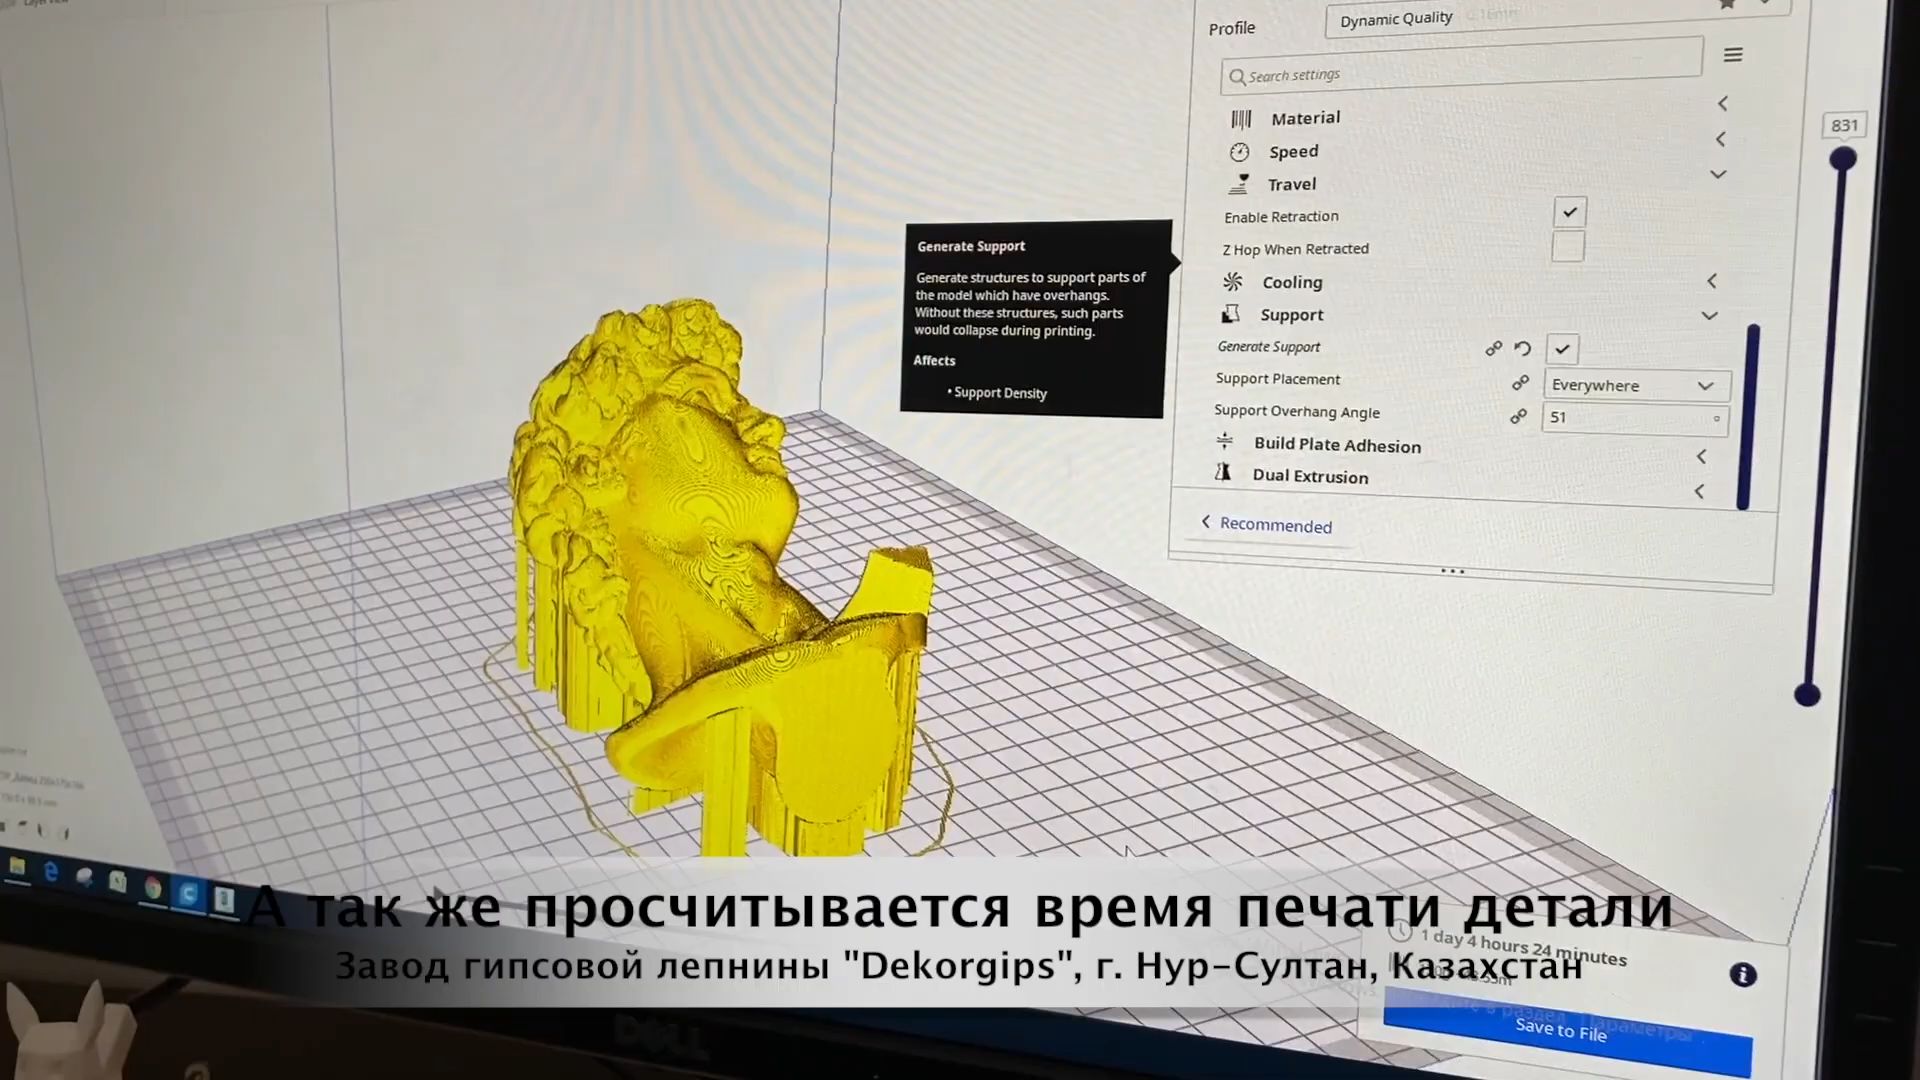 Profile
Dynamic Quality
Search settings
Material
Speed
Travel
Enable Retraction
Z Hop When Retracted
Cooling
Support
Generate Support
Support Placement
Everywhere
Support Overhang Angle
51
°
Build Plate Adhesion
Dual Extrusion
Recommended
831
Generate Support
Generate structures to support parts of
the model which have overhangs.
Without these structures, such parts
would collapse during printing.
Affects
• Support Density
А так же просчитывается время печати детали
Завод гипсовой лепнины "Dekorgips", г. Нур-Султан, Казахстан
1 day 4 hours 24 minutes
Save to File
DELL